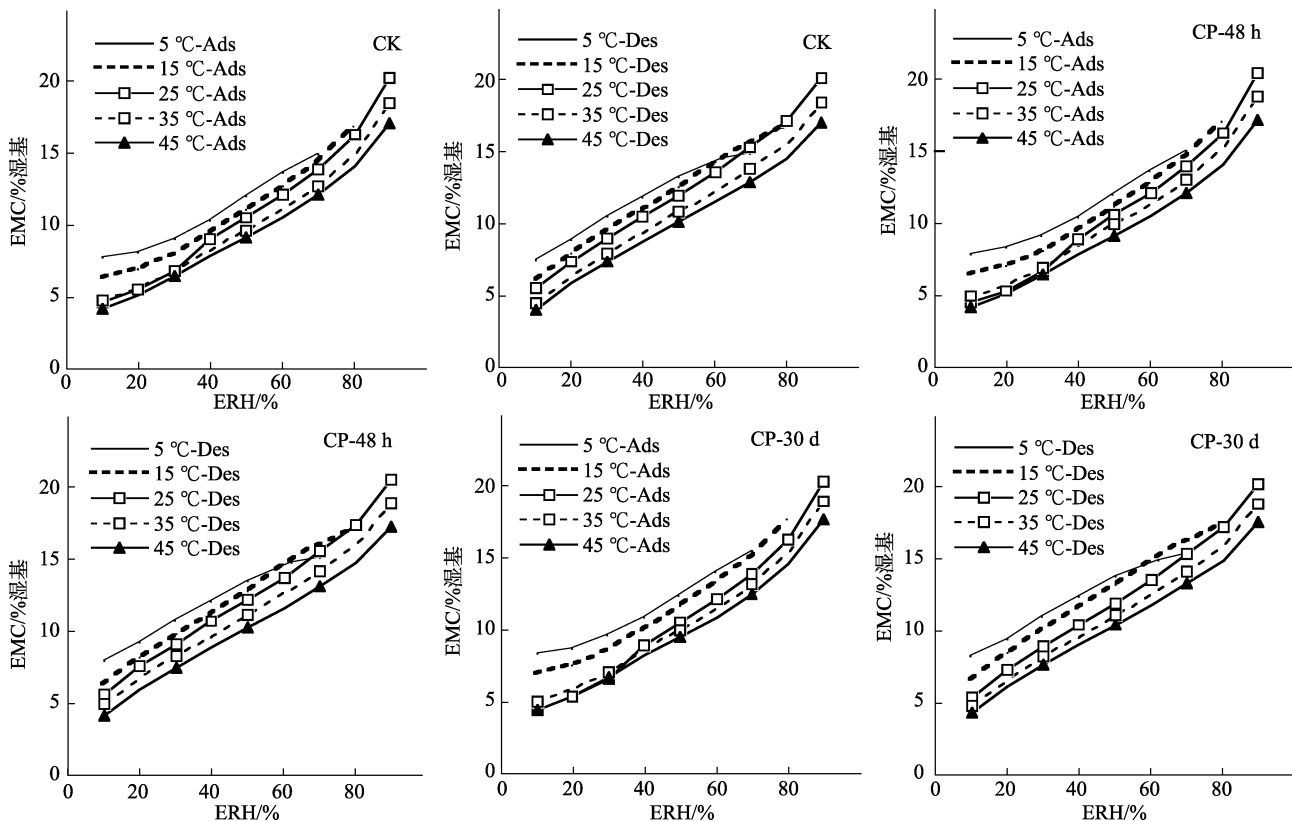 5 ℃-Ads
15 ℃-Ads
25 ℃-Ads
35 ℃-Ads
45 ℃-Ads
CK
20
15
10
5
0
EMC/%湿基
0 20 40 60 80
ERH/%
5 ℃-Des
15 ℃-Des
25 ℃-Des
35 ℃-Des
45 ℃-Des
CK
20
15
10
5
0
EMC/%湿基
0 20 40 60 80
ERH/%
5 ℃-Ads
15 ℃-Ads
25 ℃-Ads
35 ℃-Ads
45 ℃-Ads
CP-48 h
20
15
10
5
0
EMC/%湿基
0 20 40 60 80
ERH/%
5 ℃-Des
15 ℃-Des
25 ℃-Des
35 ℃-Des
45 ℃-Des
CP-48 h
20
15
10
5
0
EMC/%湿基
0 20 40 60 80
ERH/%
5 ℃-Ads
15 ℃-Ads
25 ℃-Ads
35 ℃-Ads
45 ℃-Ads
CP-30 d
20
15
10
5
0
EMC/%湿基
0 20 40 60 80
ERH/%
5 ℃-Des
15 ℃-Des
25 ℃-Des
35 ℃-Des
45 ℃-Des
CP-30 d
20
15
10
5
0
EMC/%湿基
0 20 40 60 80
ERH/%